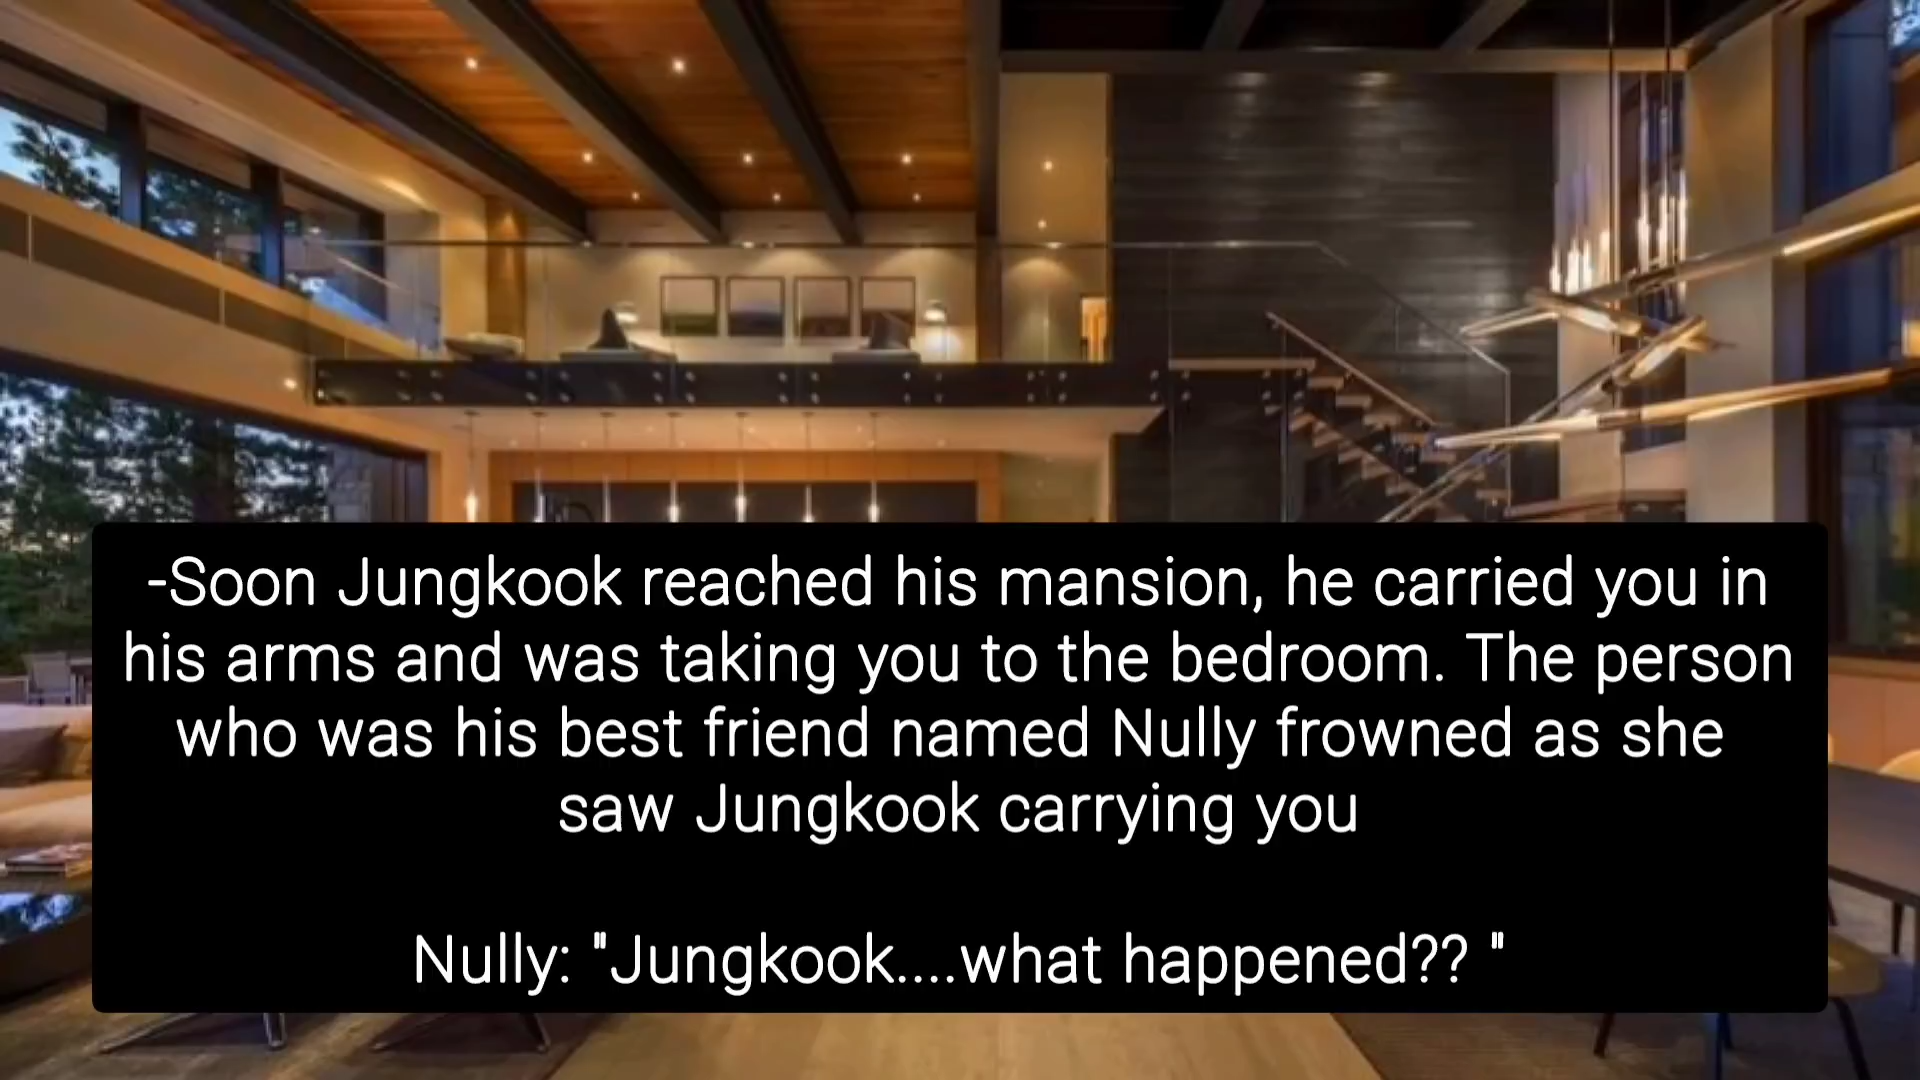 -Soon Jungkook reached his mansion, he carried you in
his arms and was taking you to the bedroom. The person
who was his best friend named Nully frowned as she
saw Jungkook carrying you
Nully: "Jungkook....what happened?? "